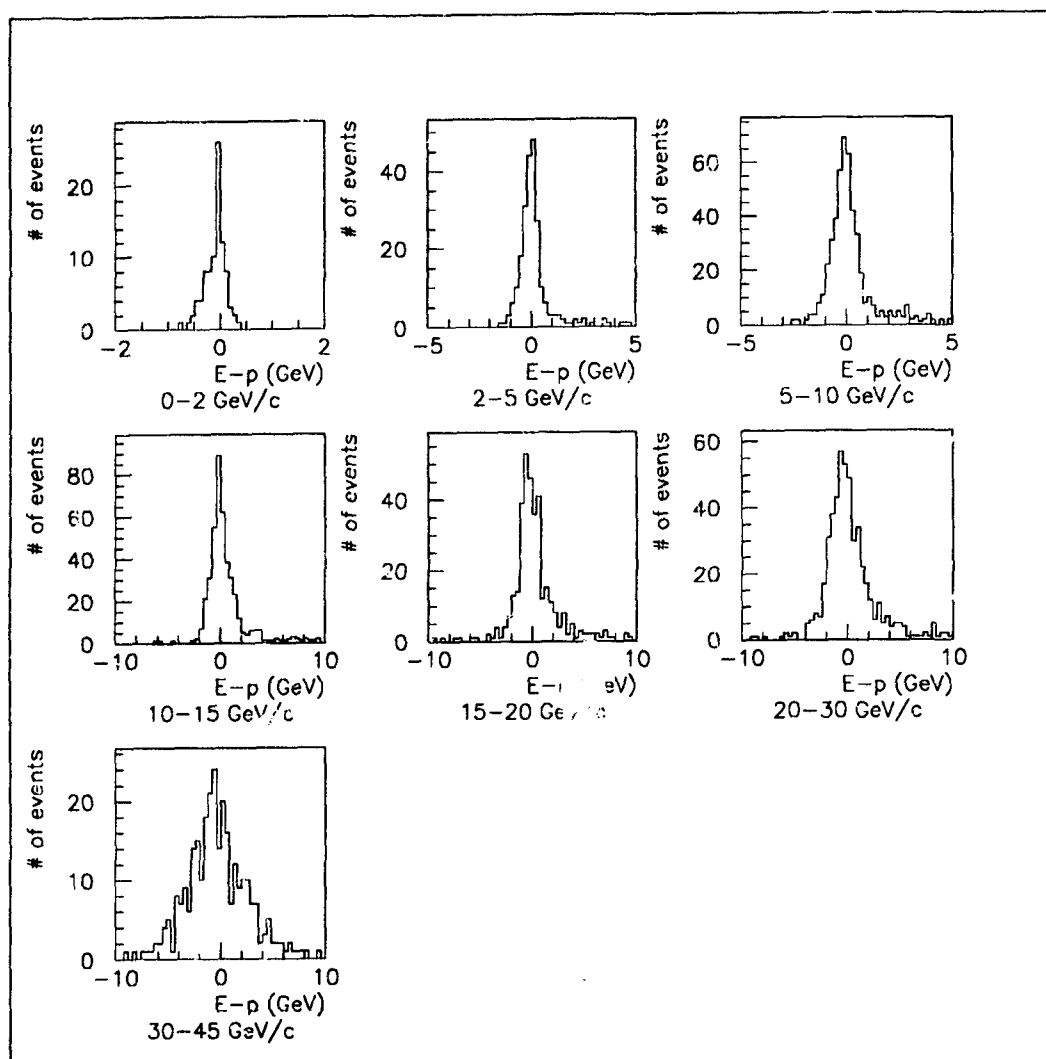 # of events
20
10
0
−2 0 2
E−p (GeV)
0−2 GeV/c
# of events
40
20
0
−5 0 5
E−p (GeV)
2−5 GeV/c
# of events
60
40
20
0
−5 0 5
E−p (GeV)
5−10 GeV/c
# of events
80
60
40
20
0
−10 0 10
E−p (GeV)
10−15 GeV/c
# of events
40
20
0
−10 0 10
15−20
# of events
60
40
20
0
−10 0 10
E−p (GeV)
20−30 GeV/c
# of events
20
10
0
−10 0 10
E−p (GeV)
30−45 GeV/c